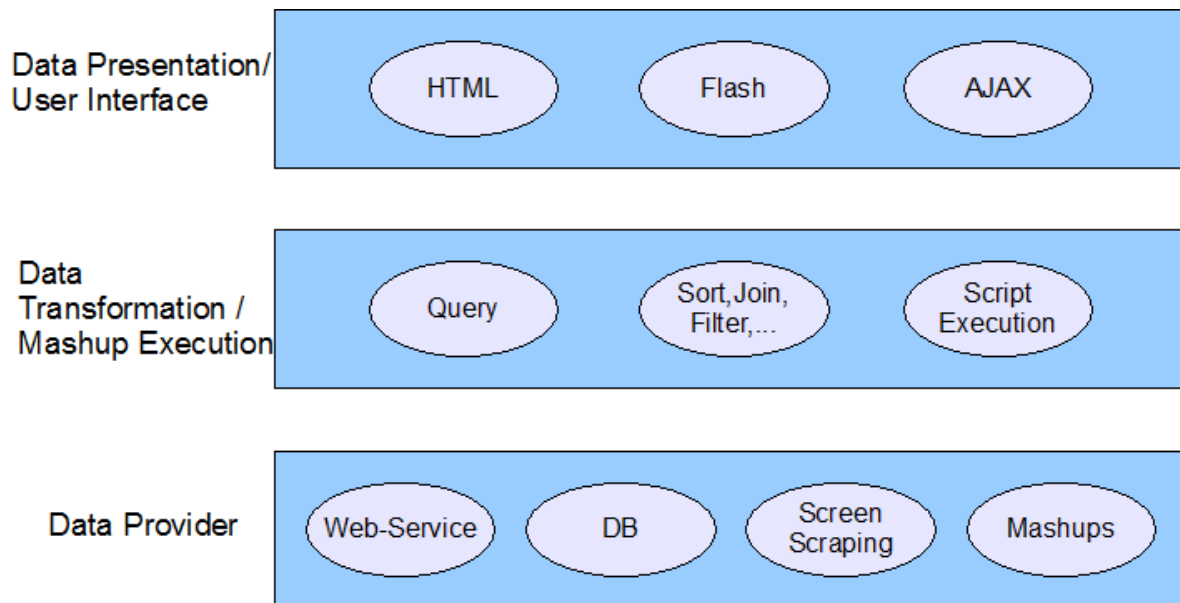 Data Presentation/
User Interface
HTML
Flash
AJAX
Data
Transformation /
Mashup Execution
Query
Sort,Join,
Filter,...
Script
Execution
Data Provider
Web-Service
DB
Screen
Scraping
Mashups